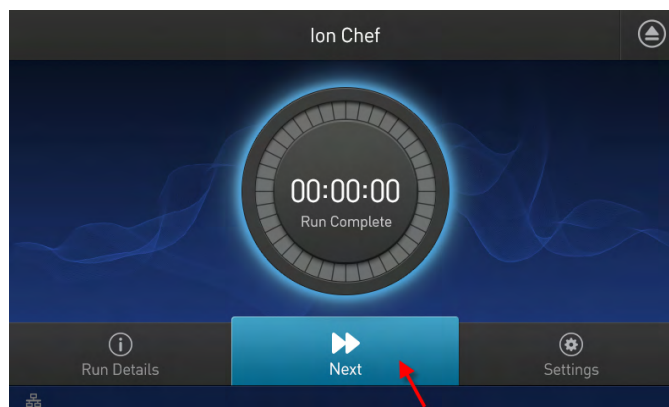 Ion Chef
00:00:00
Run Complete
Run Details
Next
Settings